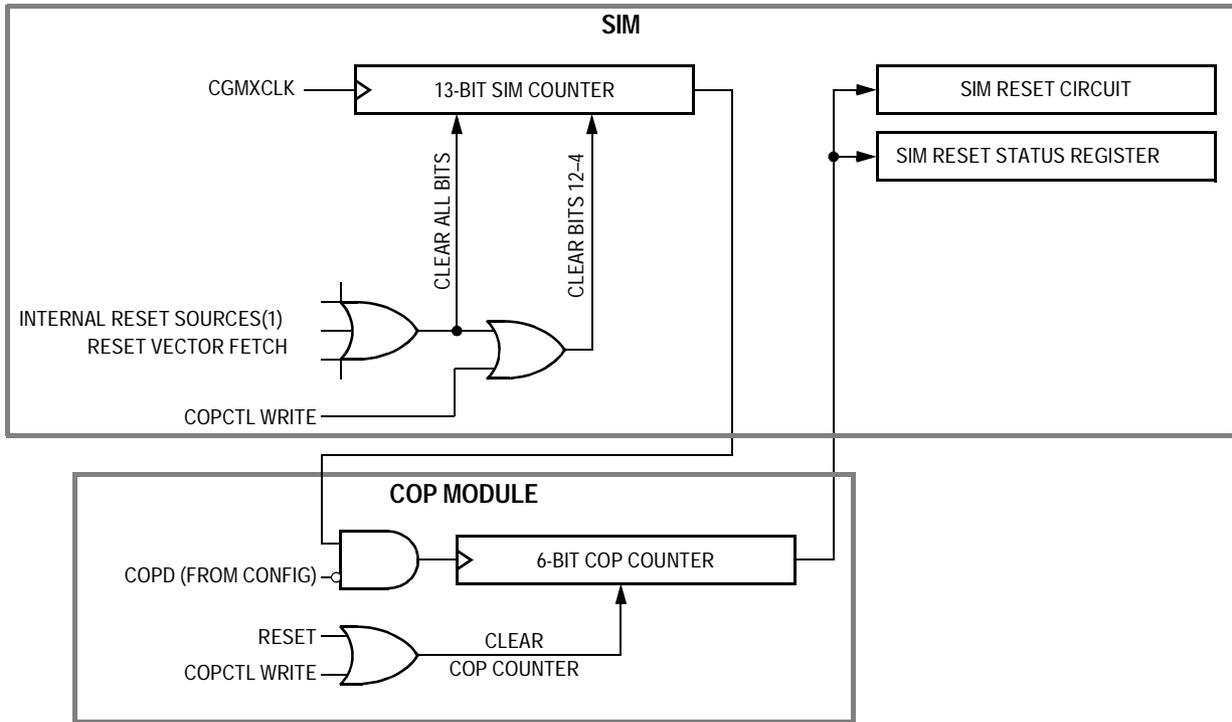 SIM
CGMXCLK
13-BIT SIM COUNTER
SIM RESET CIRCUIT
SIM RESET STATUS REGISTER
CLEAR ALL BITS
CLEAR BITS 12–4
INTERNAL RESET SOURCES(1)
RESET VECTOR FETCH
COPCTL WRITE
COP MODULE
6-BIT COP COUNTER
COPD (FROM CONFIG)
RESET
CLEAR
COPCTL WRITE
COP COUNTER